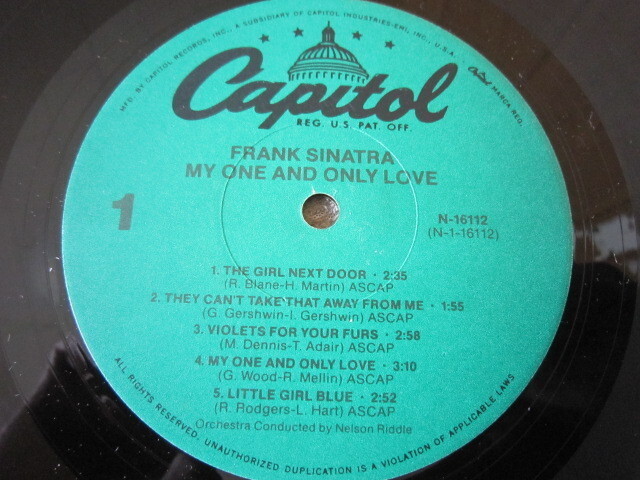 MFD. BY CAPITOL RECORDS, INC., A SUBSIDIARY OF CAPITOL INDUSTRIES-EMI, INC., U.S.A.
Capitol MARCA REG.
Capitol
REG. U.S. PAT. OFF.
FRANK SINATRA
MY ONE AND ONLY LOVE
1
N-16112
(N-1-16112)
1. THE GIRL NEXT DOOR · 2:35
(R. Blane-H. Martin) ASCAP
2. THEY CAN'T TAKE THAT AWAY FROM ME · 1:55
(G. Gershwin-I. Gershwin) ASCAP
3. VIOLETS FOR YOUR FURS · 2:58
(M. Dennis-T. Adair) ASCAP
4. MY ONE AND ONLY LOVE · 3:10
(G. Wood-R. Mellin) ASCAP
5. LITTLE GIRL BLUE · 2:52
(R. Rodgers-L. Hart) ASCAP
Orchestra Conducted by Nelson Riddle
ALL RIGHTS RESERVED. UNAUTHORIZED DUPLICATION IS A VIOLATION OF APPLICABLE LAWS